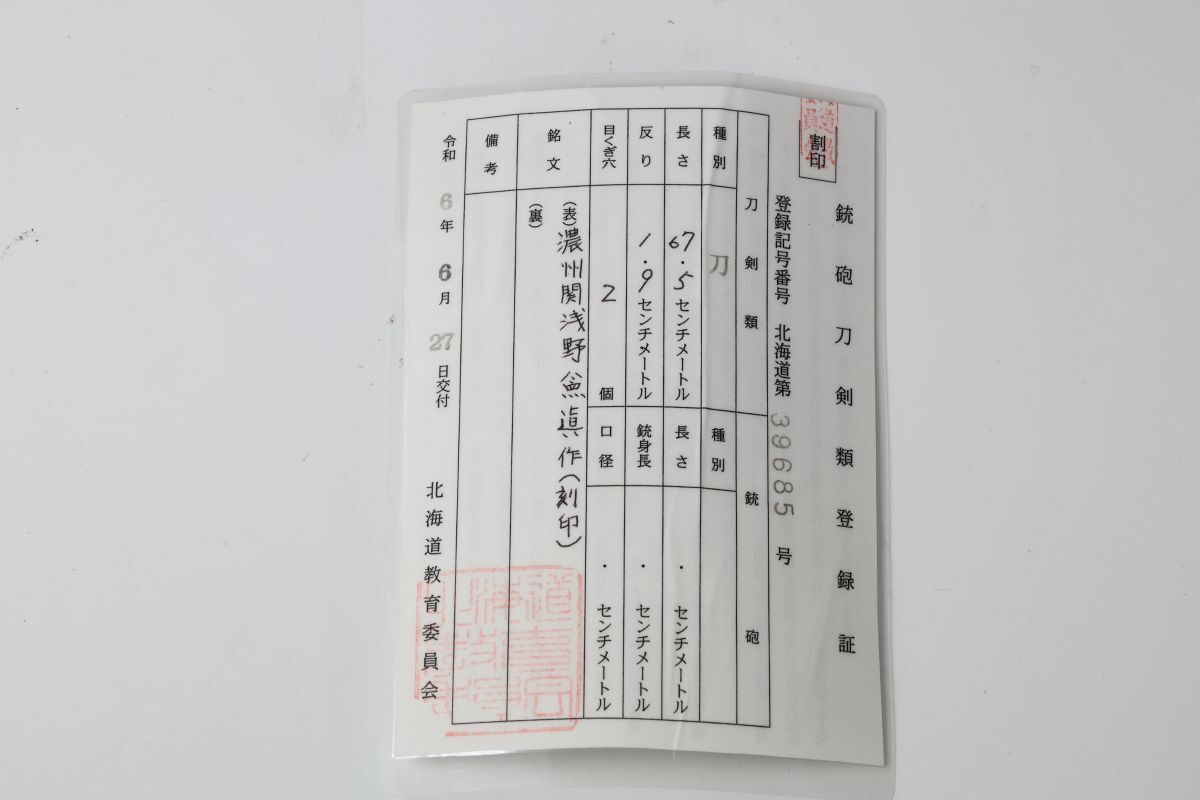 銃砲刀剣類登録証
割印
登録記号番号 北海道第 39685 号
刀剣類 銃砲
種別 刀 種別
長さ 67.5 センチメートル 長さ ・ センチメートル
反り 1.9 センチメートル 銃身長 ・ センチメートル
目くぎ穴 2 個 口径 ・ センチメートル
銘文 (表) 濃州関浅野 眞作(刻印)
(裏)
備考
令和 6年 6月 27日交付 北海道教育委員会